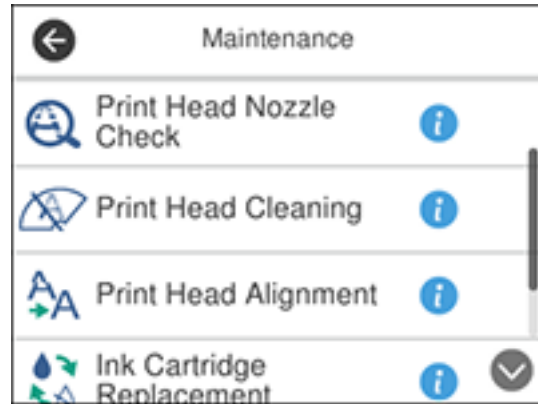 Maintenance
Print Head Nozzle
Check
Print Head Cleaning
Print Head Alignment
Ink Cartridge
Replacement